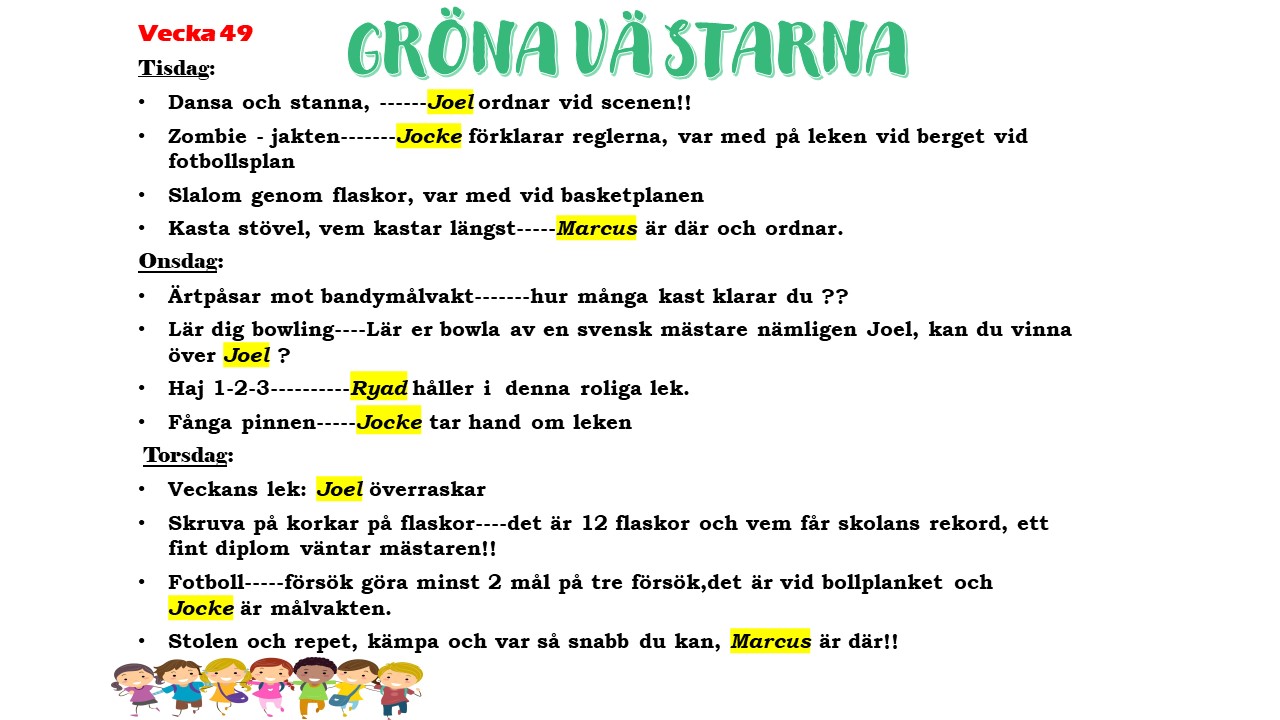 Vecka 49
GRÖNA VÄSTARNA
Tisdag:
• Dansa och stanna, ------Joel ordnar vid scenen!!
• Zombie - jakten-------Jocke förklarar reglerna, var med på leken vid berget vid
fotbollsplan
• Slalom genom flaskor, var med vid basketplanen
• Kasta stövel, vem kastar längst-----Marcus är där och ordnar.
Onsdag:
• Ärtpåsar mot bandymålvakt-------hur många kast klarar du ??
• Lär dig bowling----Lär er bowla av en svensk mästare nämligen Joel, kan du vinna
över Joel ?
• Haj 1-2-3----------Ryad håller i denna roliga lek.
• Fånga pinnen-----Jocke tar hand om leken
Torsdag:
• Veckans lek: Joel överraskar
• Skruva på korkar på flaskor----det är 12 flaskor och vem får skolans rekord, ett
fint diplom väntar mästaren!!
• Fotboll-----försök göra minst 2 mål på tre försök,det är vid bollplanket och
Jocke är målvakten.
• Stolen och repet, kämpa och var så snabb du kan, Marcus är där!!